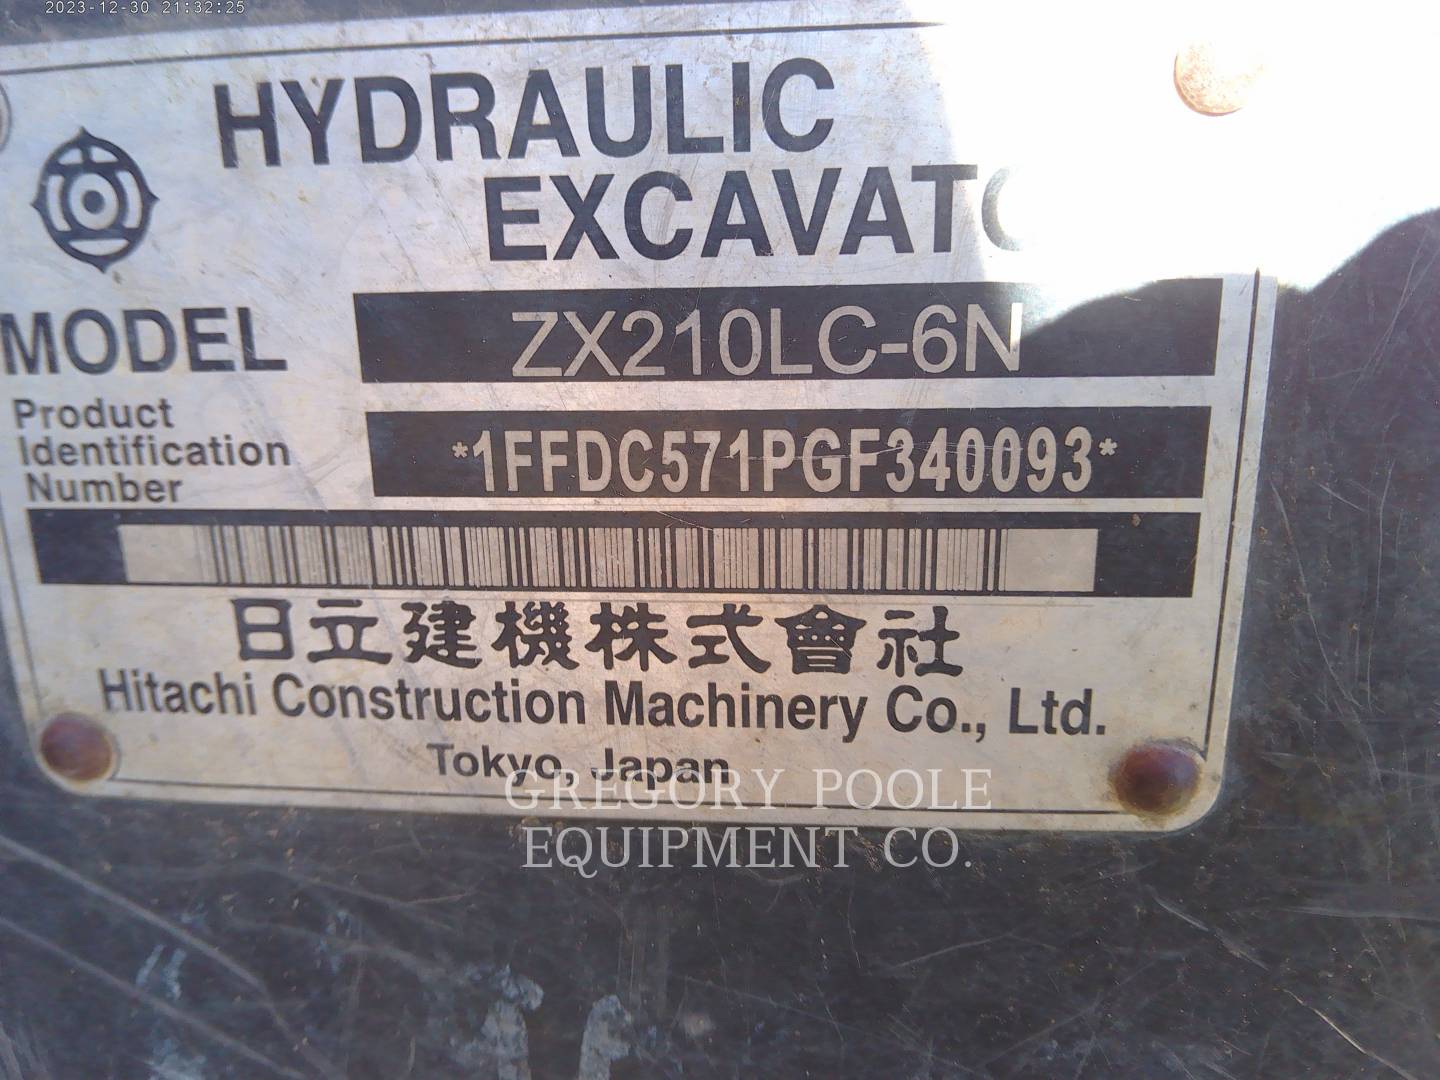 2023-12-30 21:32:25
HYDRAULIC
EXCAVATO
MODEL ZX210LC-6N
Product
Identification
Number
*1FFDC571PGF340093*
日立建機株式會社
Hitachi Construction Machinery Co., Ltd.
Tokyo, Japan
GREGORY POOLE
EQUIPMENT CO.